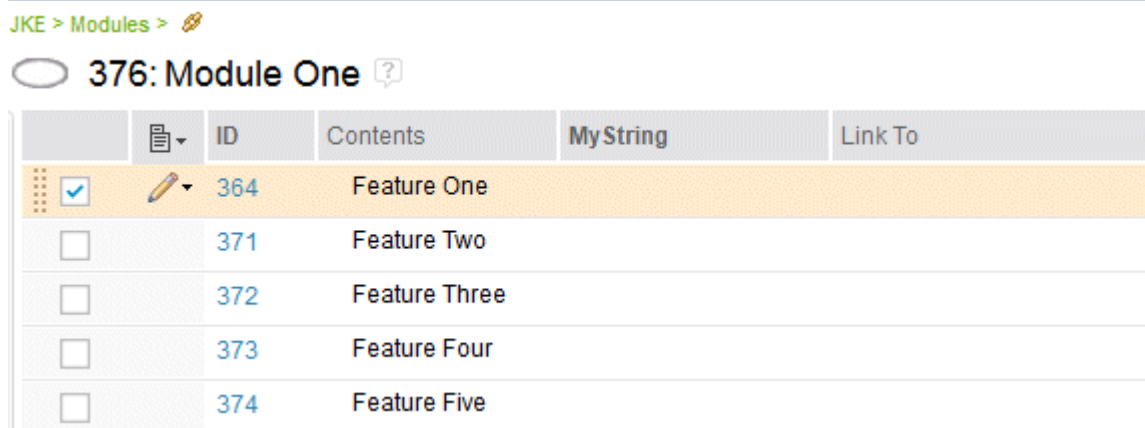 JKE > Modules >
376: Module One ?
ID Contents MyString Link To
364 Feature One
371 Feature Two
372 Feature Three
373 Feature Four
374 Feature Five